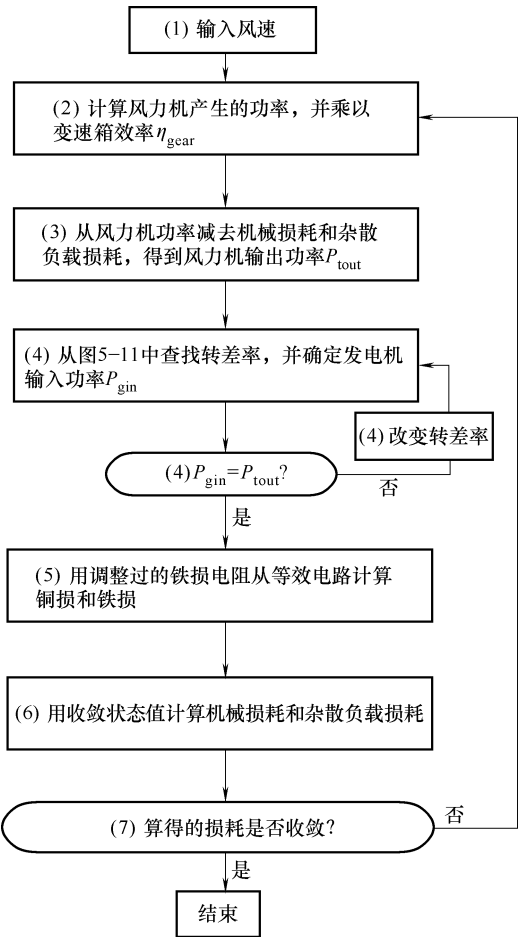 (1) 输入风速
(2) 计算风力机产生的功率，并乘以
变速箱效率ηgear
(3) 从风力机功率减去机械损耗和杂散
负载损耗，得到风力机输出功率Ptout
(4) 从图5-11中查找转差率，并确定发电机
输入功率Pgin
(4) 改变转差率
(4)Pgin=Ptout?
否
是
(5) 用调整过的铁损电阻从等效电路计算
铜损和铁损
(6) 用收敛状态值计算机械损耗和杂散负载损耗
(7) 算得的损耗是否收敛?
否
是
结束